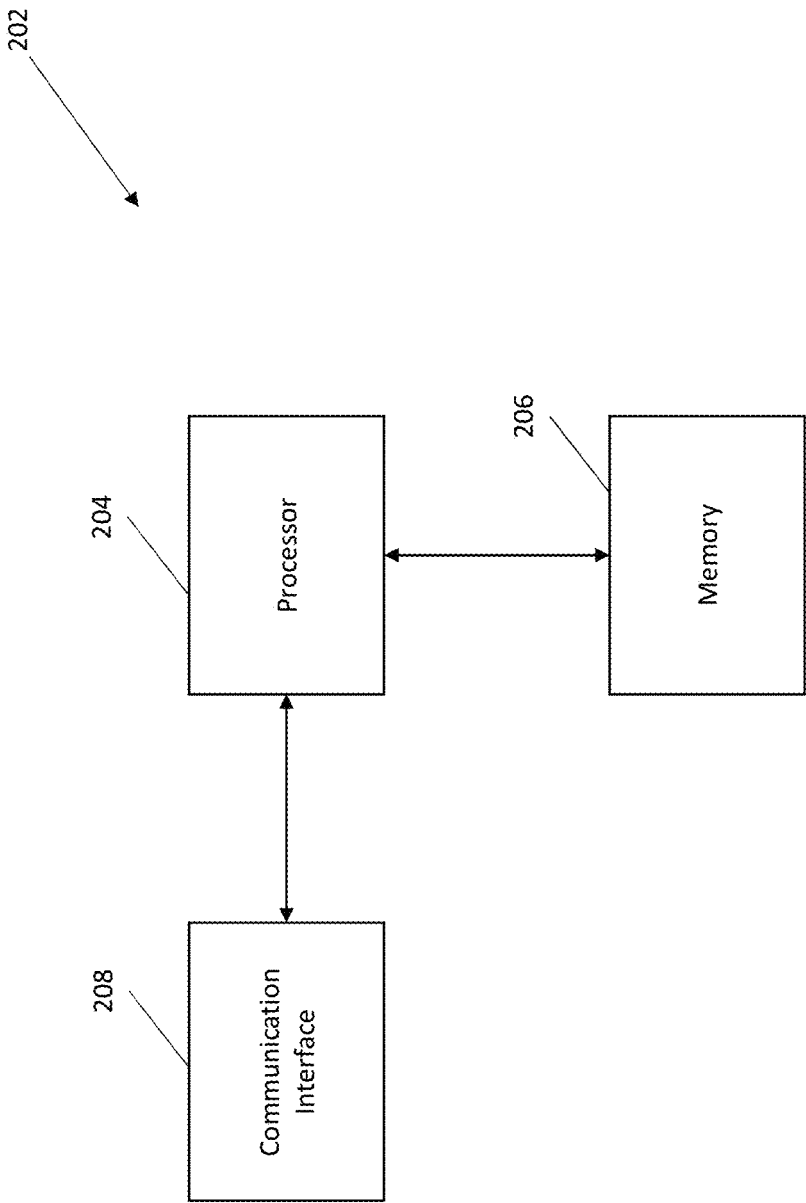 202
204
Processor
206
Memory
208
Communication
Interface